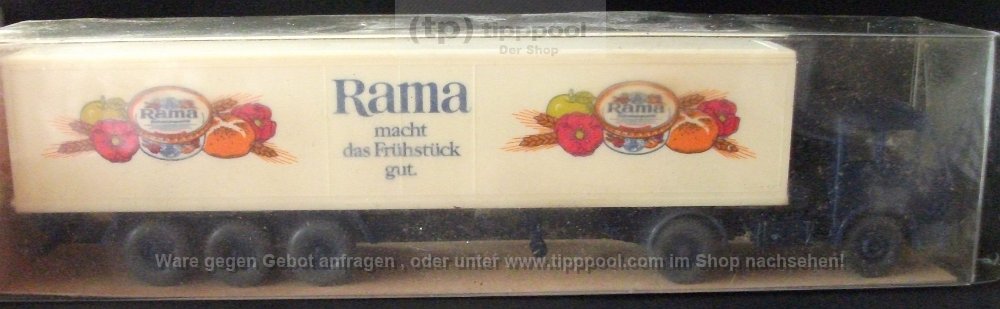 (tp) tipppool
Der Shop
Rama
macht
das Frühstück
gut.
Rama
Rama
Ware gegen Gebot anfragen , oder unter www.tipppool.com im Shop nachsehen!